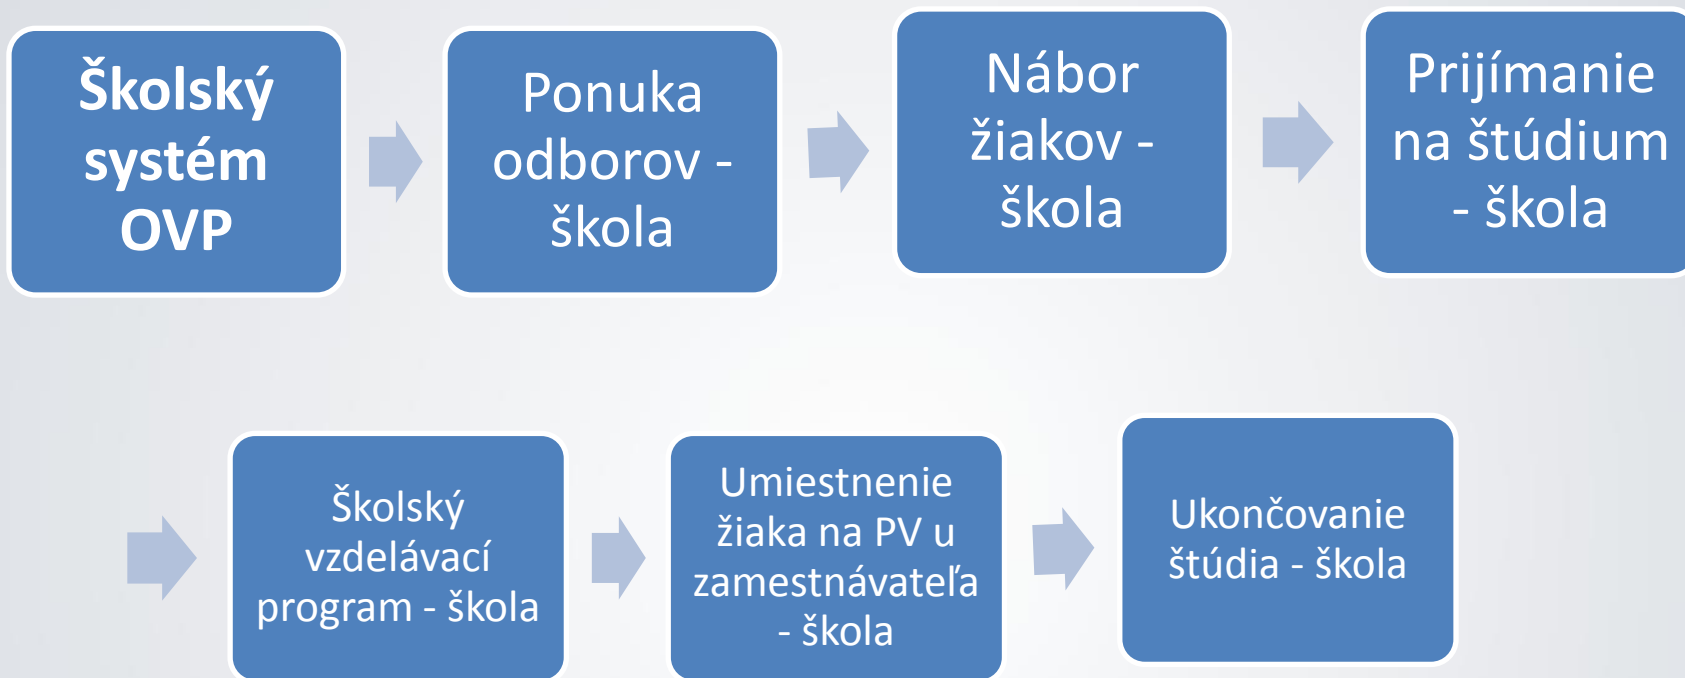 Školský
systém
OVP
Ponuka
odborov -
škola
Nábor
žiakov -
škola
Prijímanie
na štúdium
- škola
Školský
vzdelávací
program - škola
Umiestnenie
žiaka na PV u
zamestnávateľa
- škola
Ukončovanie
štúdia - škola